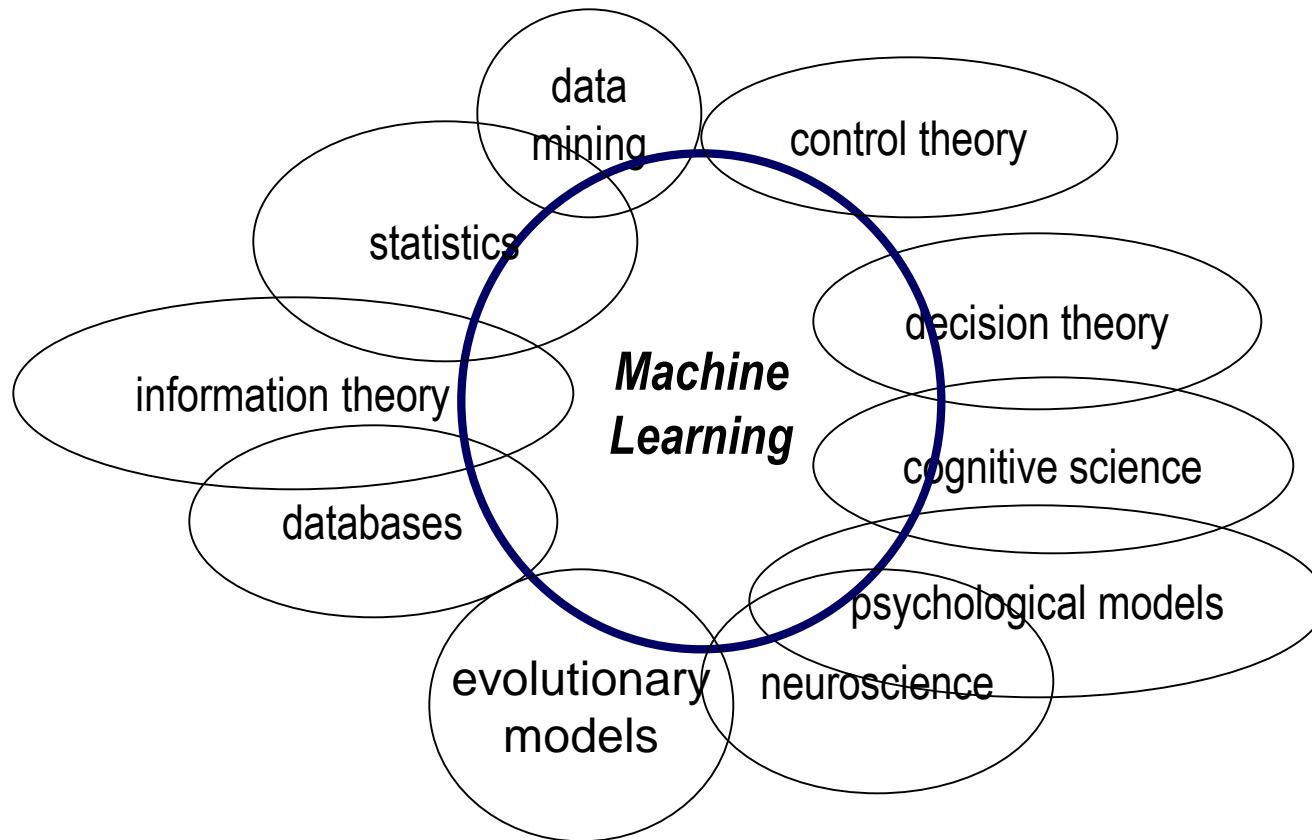 data
mining
control theory
statistics
decision theory
Machine
Learning
information theory
cognitive science
databases
psychological models
evolutionary
models
neuroscience